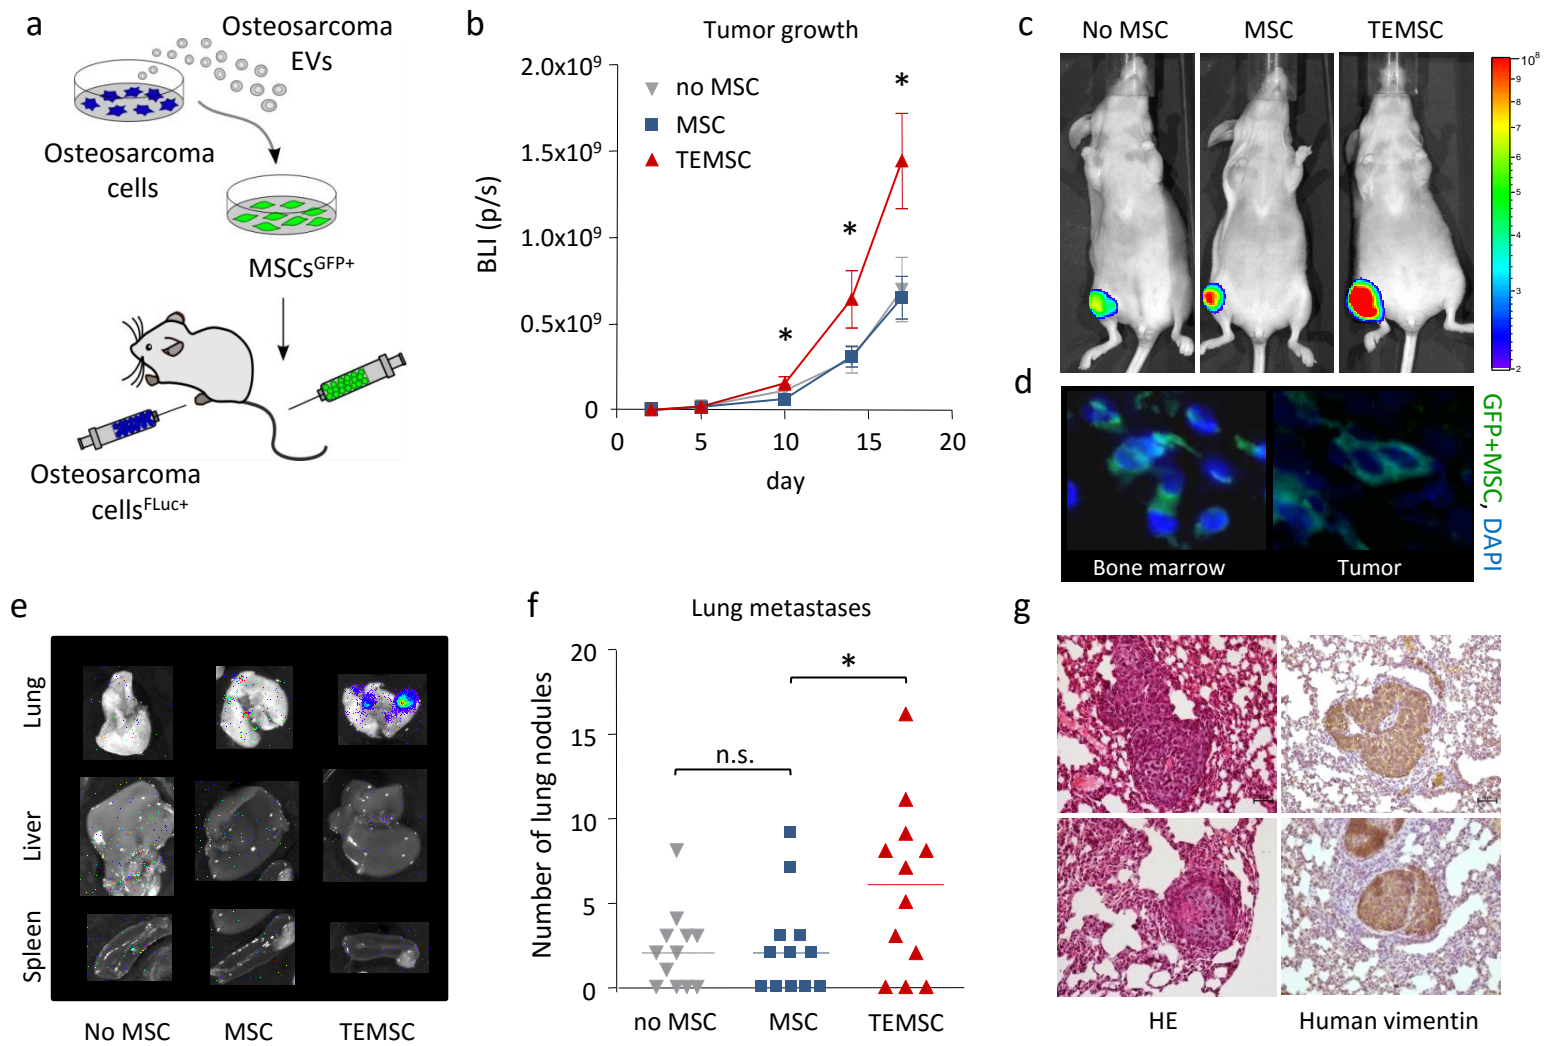 a
Osteosarcoma
EVs
Osteosarcoma
cells
MSCsGFP+
Osteosarcoma
cellsFLuc+
b
Tumor growth
2.0x10⁹
1.5x10⁹
1.0x10⁹
0.5x10⁹
0
BLI (p/s)
no MSC
MSC
TEMSC
*
*
*
0
5
10
15
20
day
c
No MSC
MSC
TEMSC
10⁸
9
8
7
6
5
4
3
2
d
Bone marrow
Tumor
GFP+MSC, DAPI
e
Lung
Liver
Spleen
No MSC
MSC
TEMSC
f
Lung metastases
Number of lung nodules
20
15
10
5
0
n.s.
*
no MSC
MSC
TEMSC
g
HE
Human vimentin